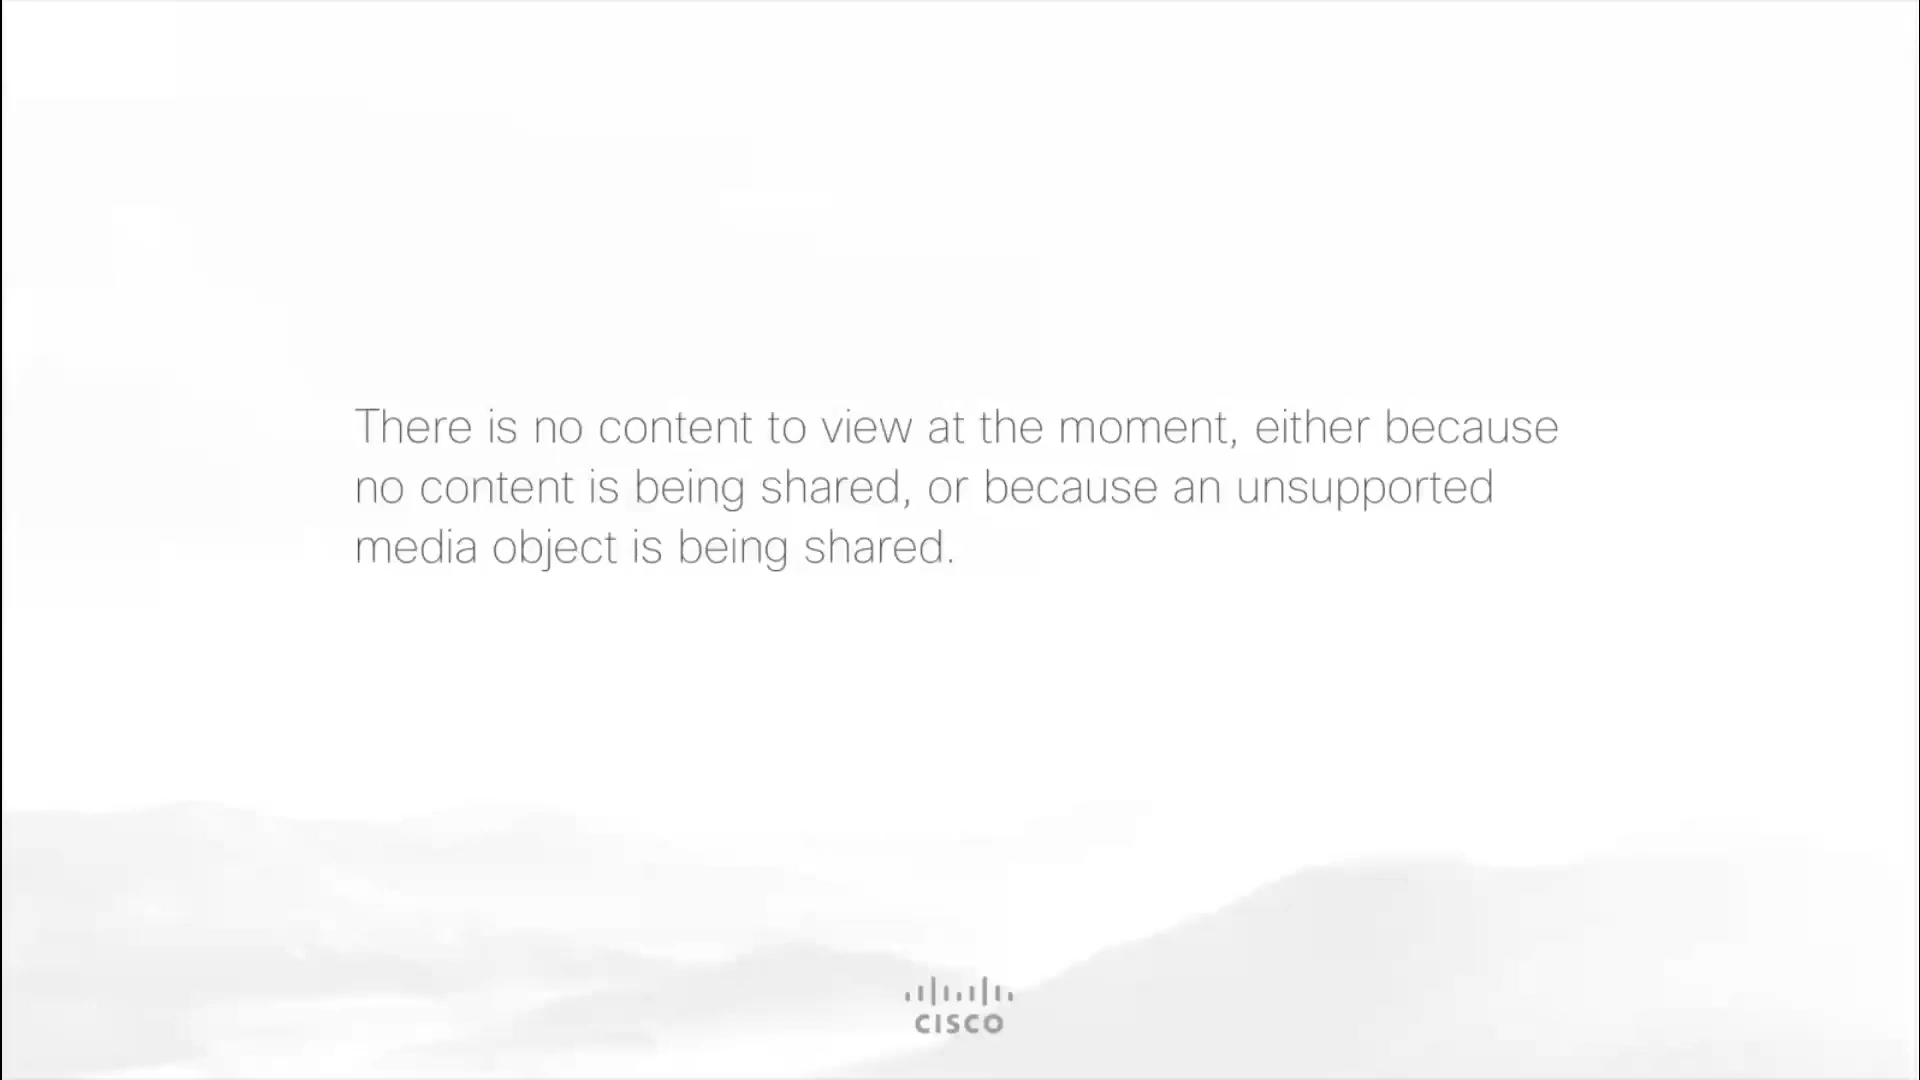 There is no content to view at the moment, either because
no content is being shared, or because an unsupported
media object is being shared.
CISCO